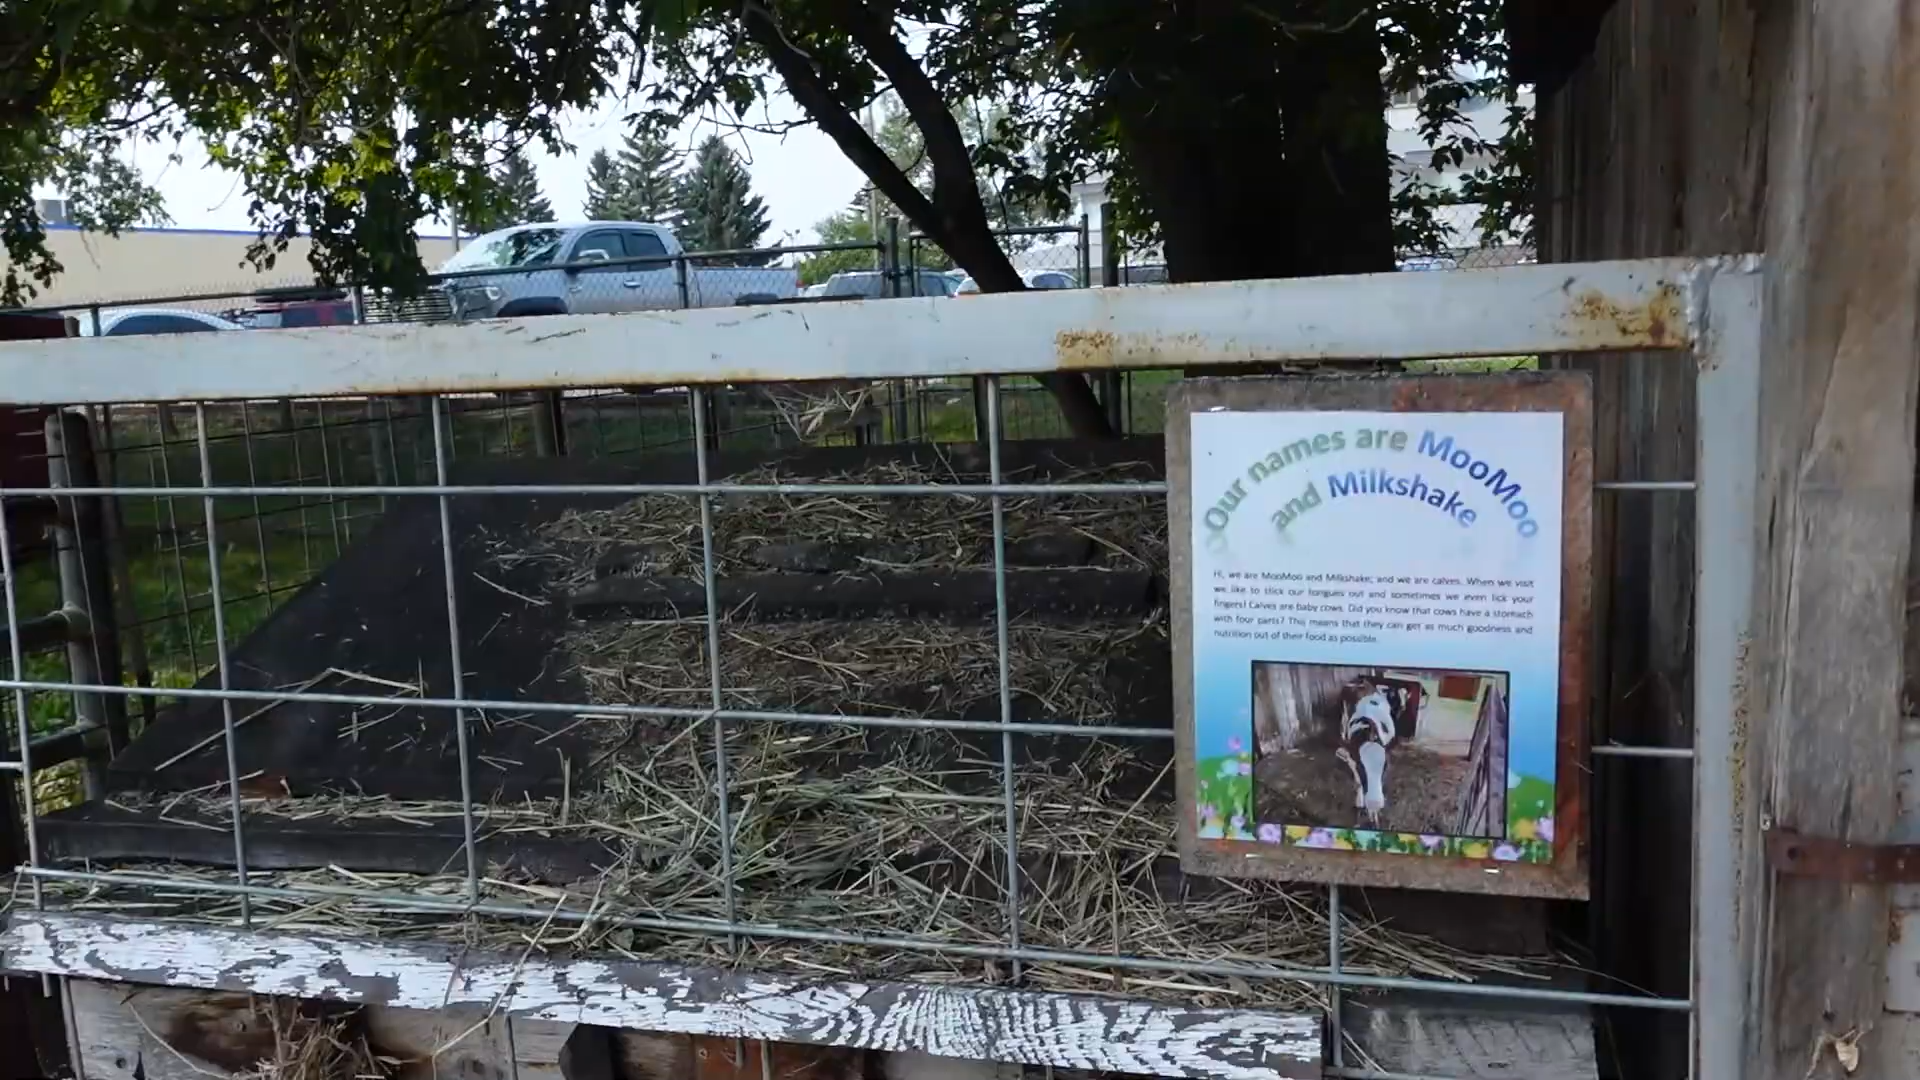 Our names are MooMoo
and Milkshake
Hi, we are MooMoo and Milkshake; and we are calves. When we visit
we like to stick our tongues out and sometimes we even lick your
fingers! Calves are baby cows. Did you know that cows have a stomach
with four parts? This means that they can get as much goodness and
nutrition out of their food as possible.